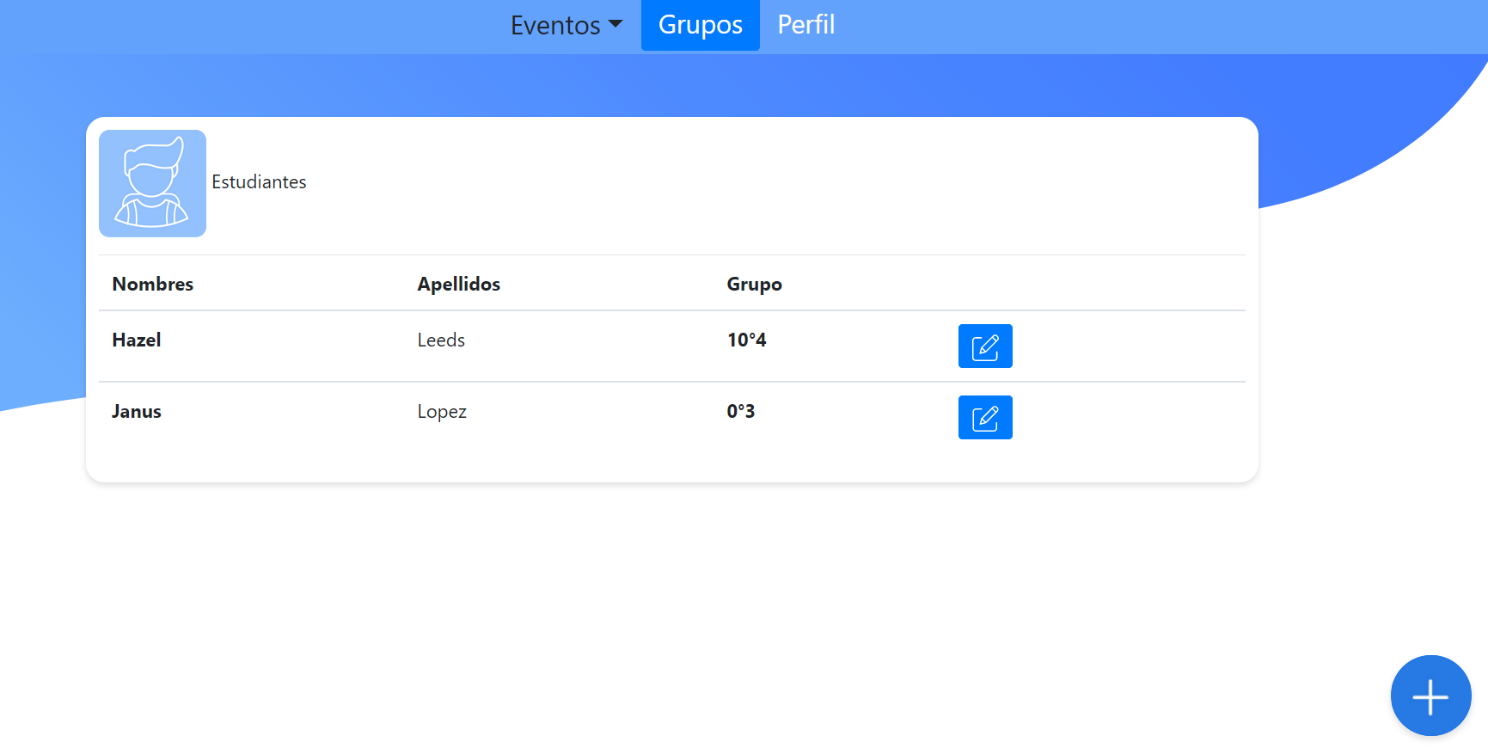 Eventos Grupos Perfil
Estudiantes
Nombres Apellidos Grupo
Hazel Leeds 10°4
Janus Lopez 0°3